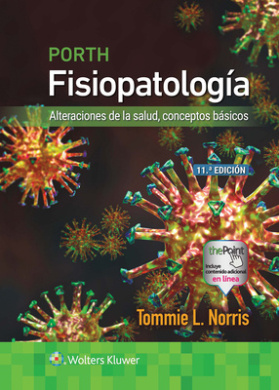 PORTH
Fisiopatología
Alteraciones de la salud, conceptos básicos
11.ª EDICIÓN
thePoint
Incluye
contenido adicional
en línea
Tommie L. Norris
Wolters Kluwer